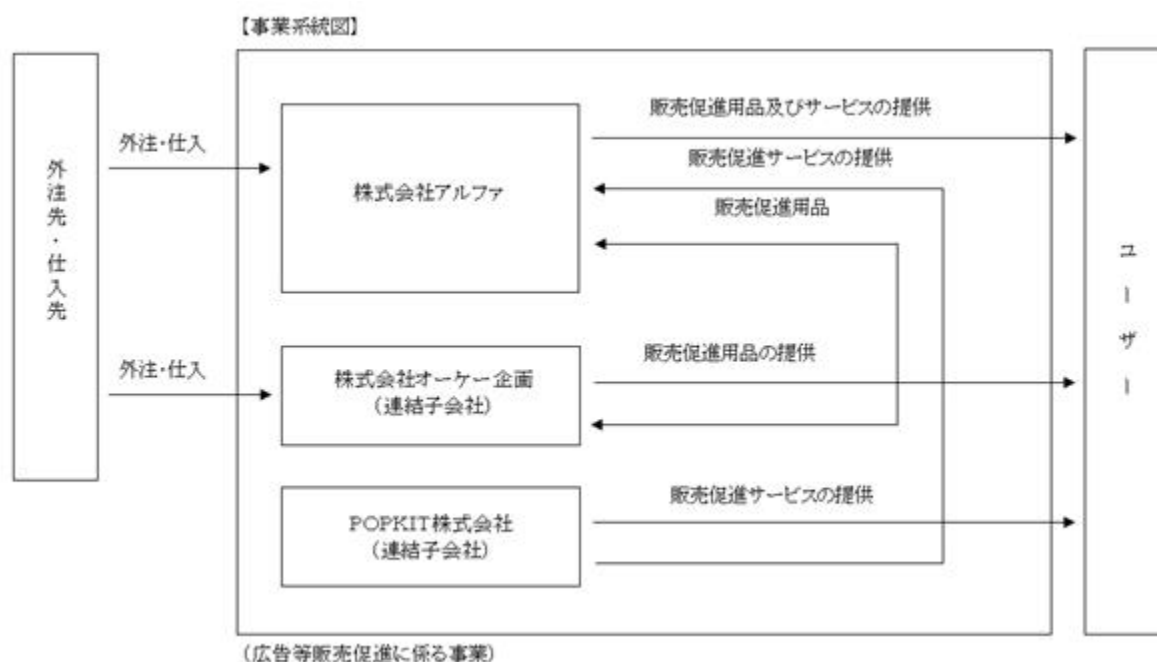 【事業系統図】
外注先・仕入先
外注・仕入
株式会社アルファ
販売促進用品及びサービスの提供
販売促進サービスの提供
販売促進用品
外注・仕入
株式会社オーケー企画
（連結子会社）
販売促進用品の提供
POPKIT株式会社
（連結子会社）
販売促進サービスの提供
ユーザー
（広告等販売促進に係る事業）